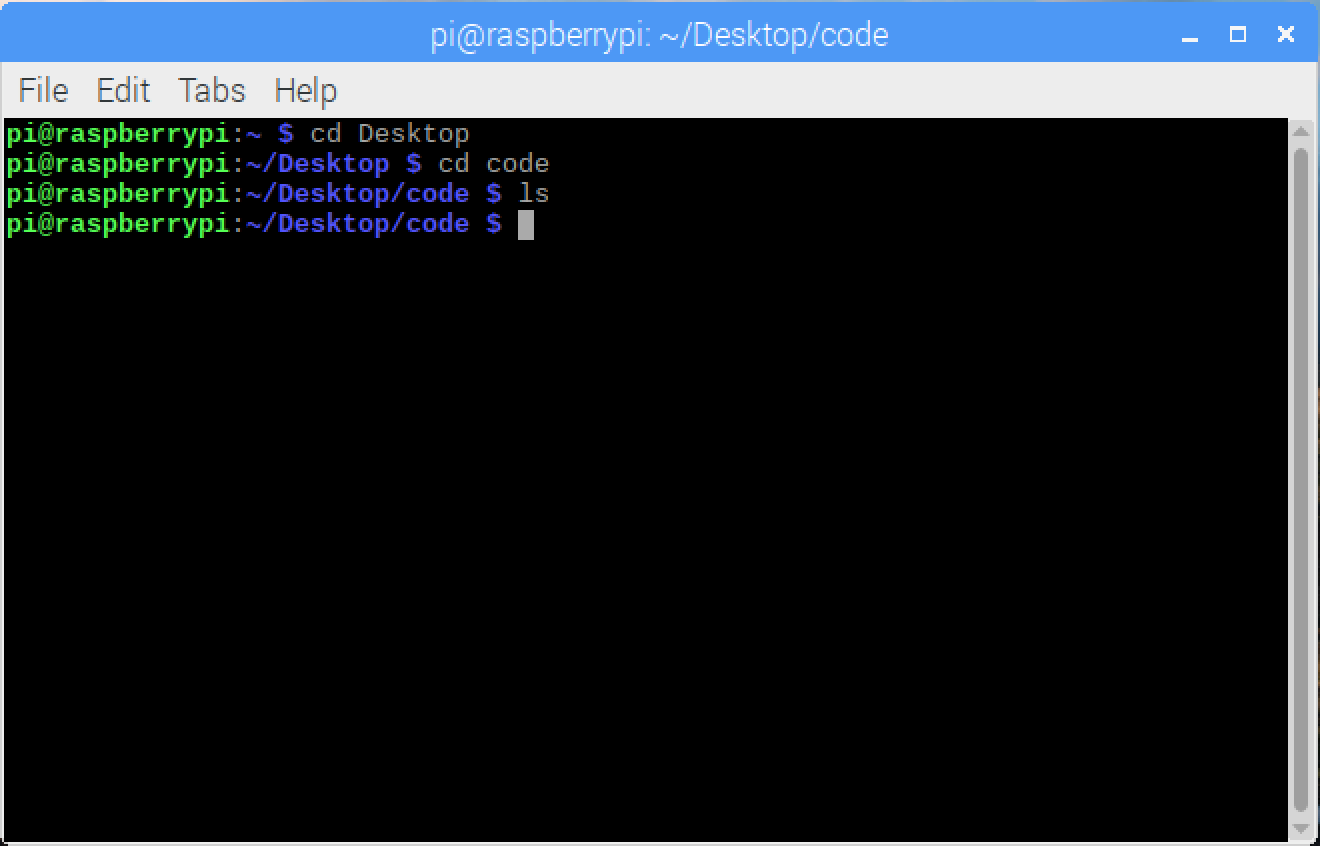 pi@raspberrypi: ~/Desktop/code
File Edit Tabs Help
pi@raspberrypi:~ $ cd Desktop
pi@raspberrypi:~/Desktop $ cd code
pi@raspberrypi:~/Desktop/code $ ls
pi@raspberrypi:~/Desktop/code $